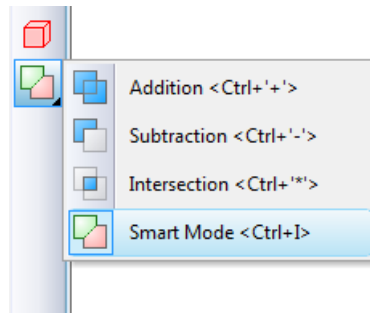 Addition <Ctrl+'+'>
Subtraction <Ctrl+'-'>
Intersection <Ctrl+'*'>
Smart Mode <Ctrl+I>